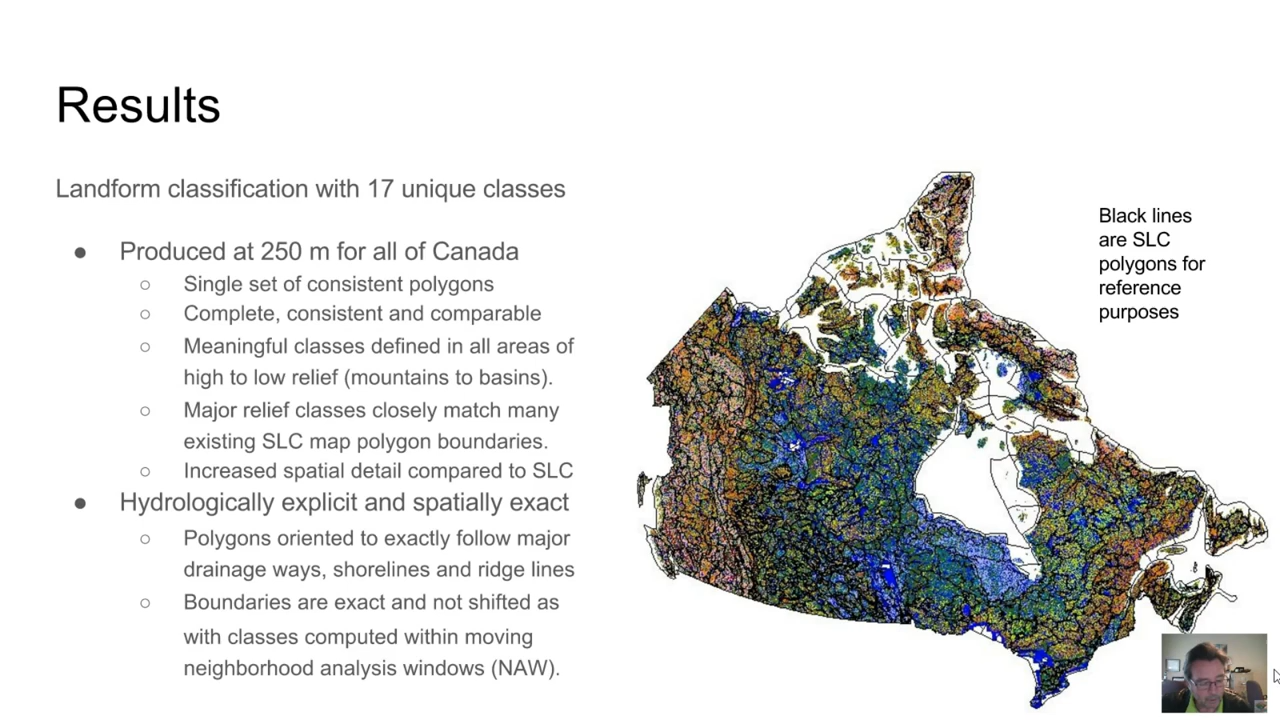 Results
Landform classification with 17 unique classes
● Produced at 250 m for all of Canada
○ Single set of consistent polygons
○ Complete, consistent and comparable
○ Meaningful classes defined in all areas of
high to low relief (mountains to basins).
○ Major relief classes closely match many
existing SLC map polygon boundaries.
○ Increased spatial detail compared to SLC
● Hydrologically explicit and spatially exact
○ Polygons oriented to exactly follow major
drainage ways, shorelines and ridge lines
○ Boundaries are exact and not shifted as
with classes computed within moving
neighborhood analysis windows (NAW).
Black lines
are SLC
polygons for
reference
purposes